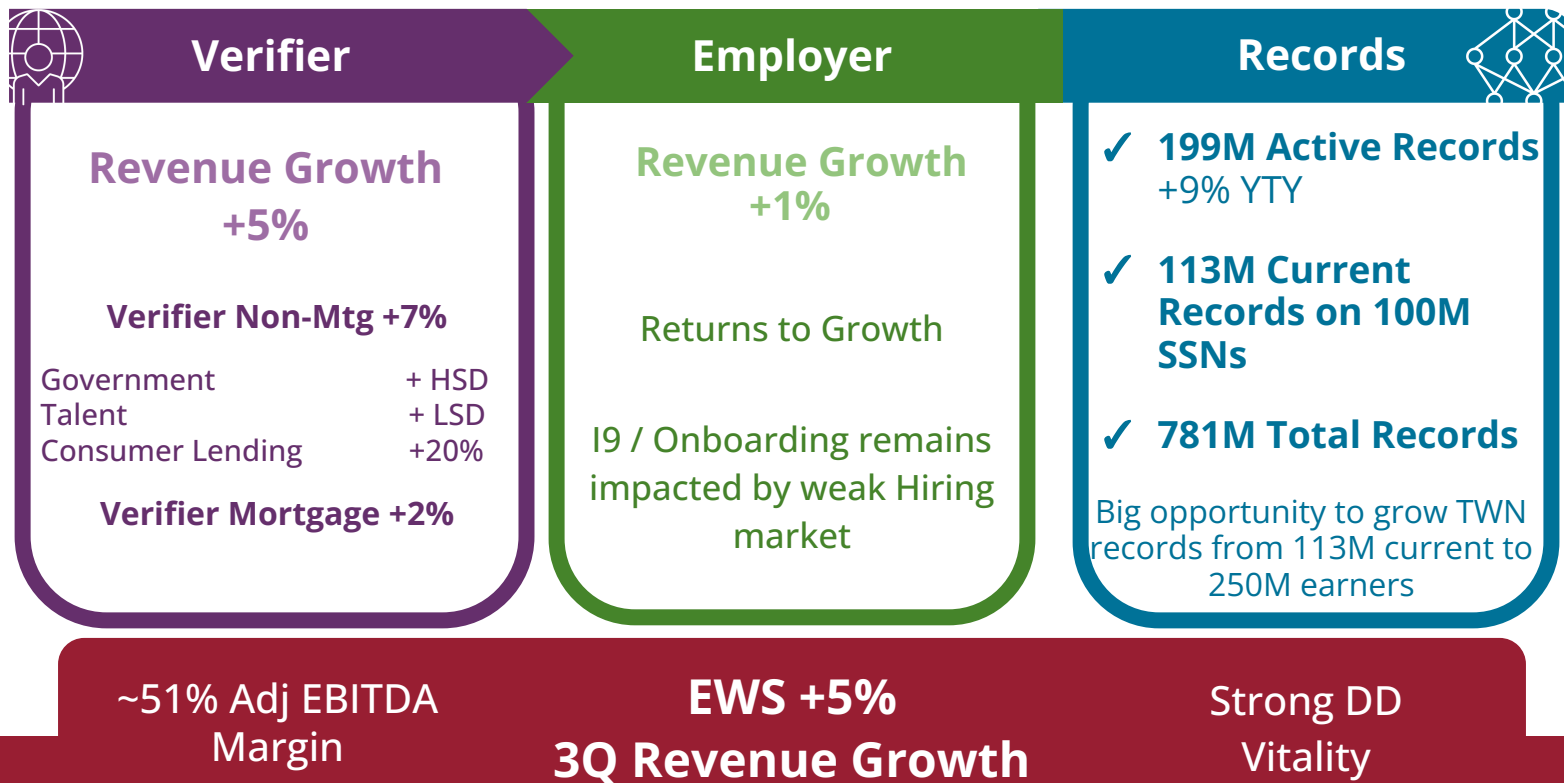 Verifier
Revenue Growth
+5%
Verifier Non-Mtg +7%
Government + HSD
Talent + LSD
Consumer Lending +20%
Verifier Mortgage +2%
Employer
Revenue Growth
+1%
Returns to Growth
I9 / Onboarding remains
impacted by weak Hiring
market
Records
✓ 199M Active Records
+9% YTY
✓ 113M Current
Records on 100M
SSNs
✓ 781M Total Records
Big opportunity to grow TWN
records from 113M current to
250M earners
~51% Adj EBITDA
Margin
EWS +5%
3Q Revenue Growth
Strong DD
Vitality